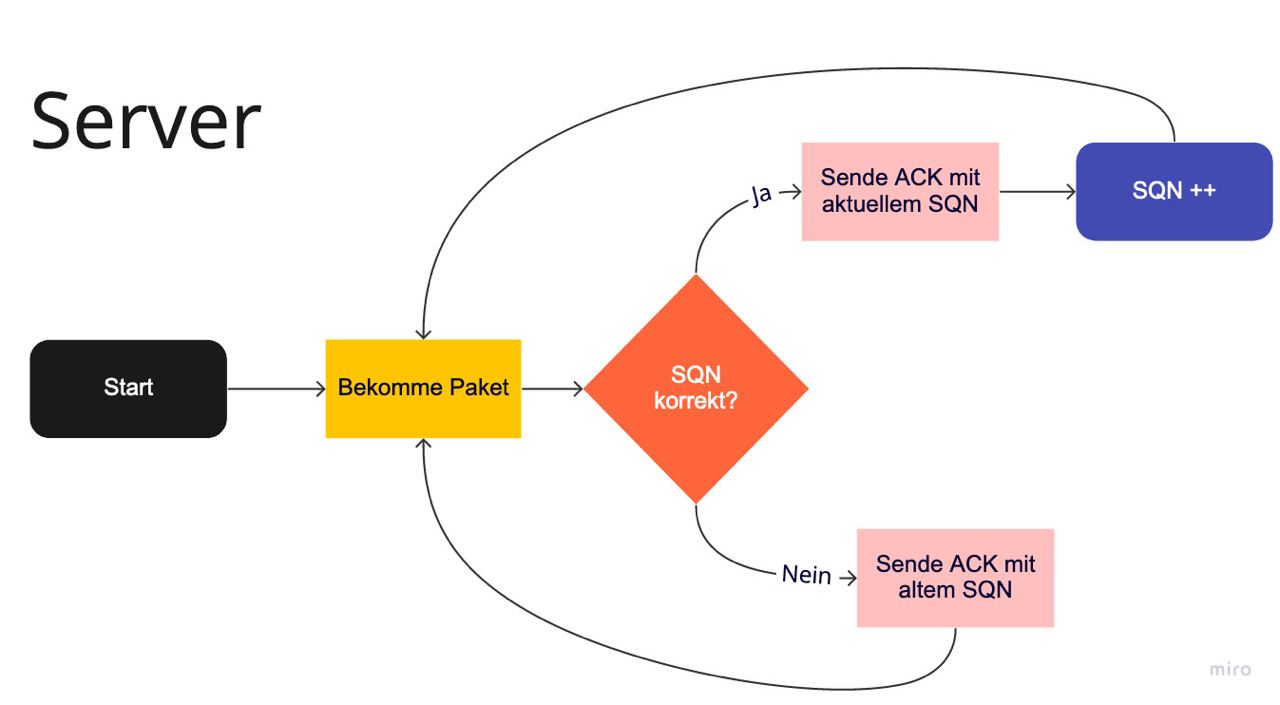 Server
Start
Bekomme Paket
SQN
korrekt?
Ja
Sende ACK mit
aktuellem SQN
SQN ++
Nein
Sende ACK mit
altem SQN
miro